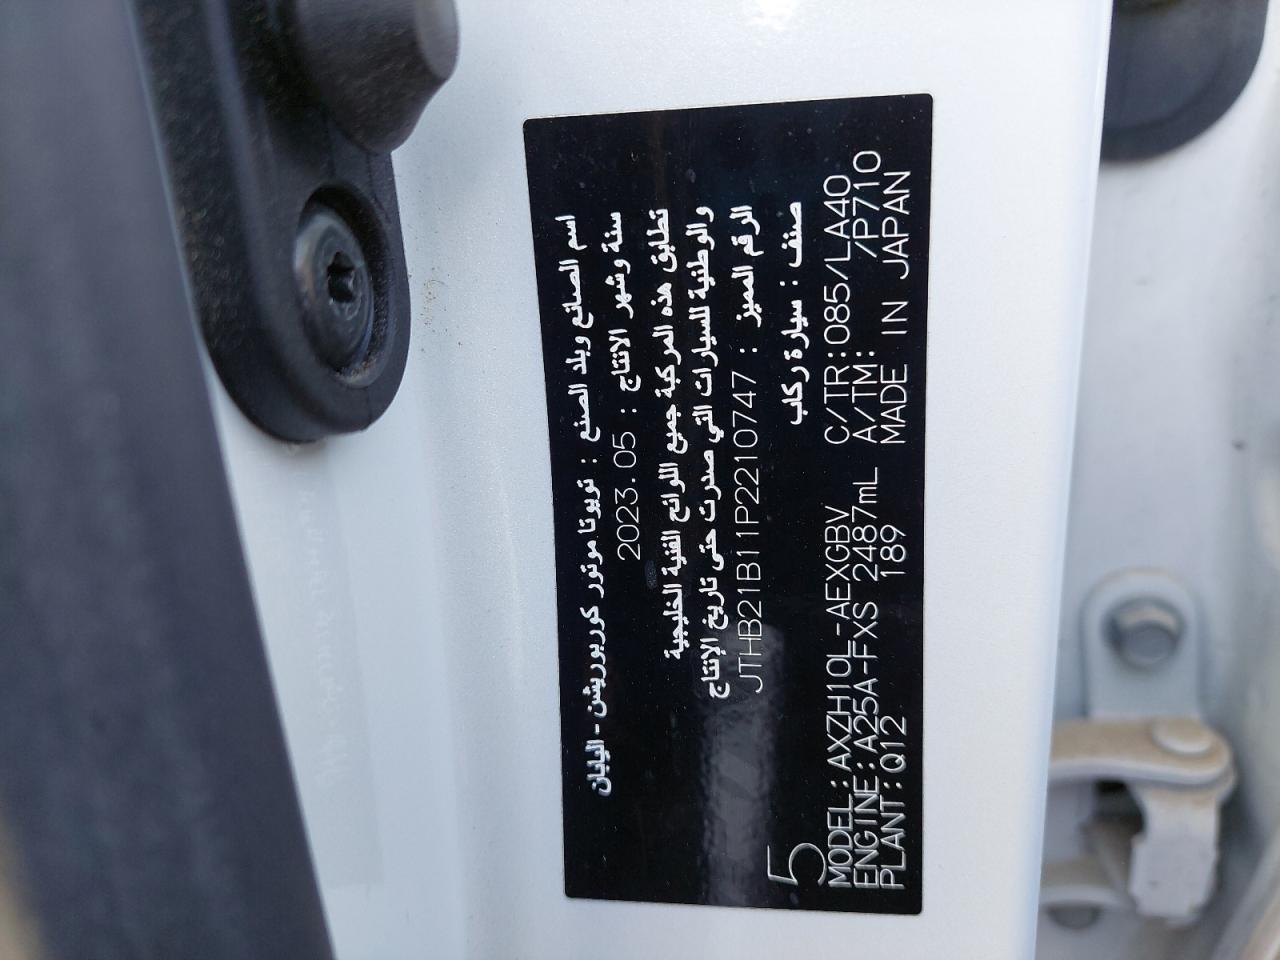 اسم الصانع وبلد الصنع : تويوتا موتور كوربوريشن - اليابان
سنة وشهر الانتاج : 2023.05
تطابق هذه المركبة جميع اللوائح الفنية الخليجية
والوطنية للسيارات التي صدرت حتى تاريخ الإنتاج
الرقم المميز : JTHB21B11P2210747
صنف : سيارة ركاب
5
MODEL:AXZH10L-AEXGBV C/TR:085/LA40
ENGINE:A25A-FXS 2487mL A/TM: /P710
PLANT:Q12 189 MADE IN JAPAN